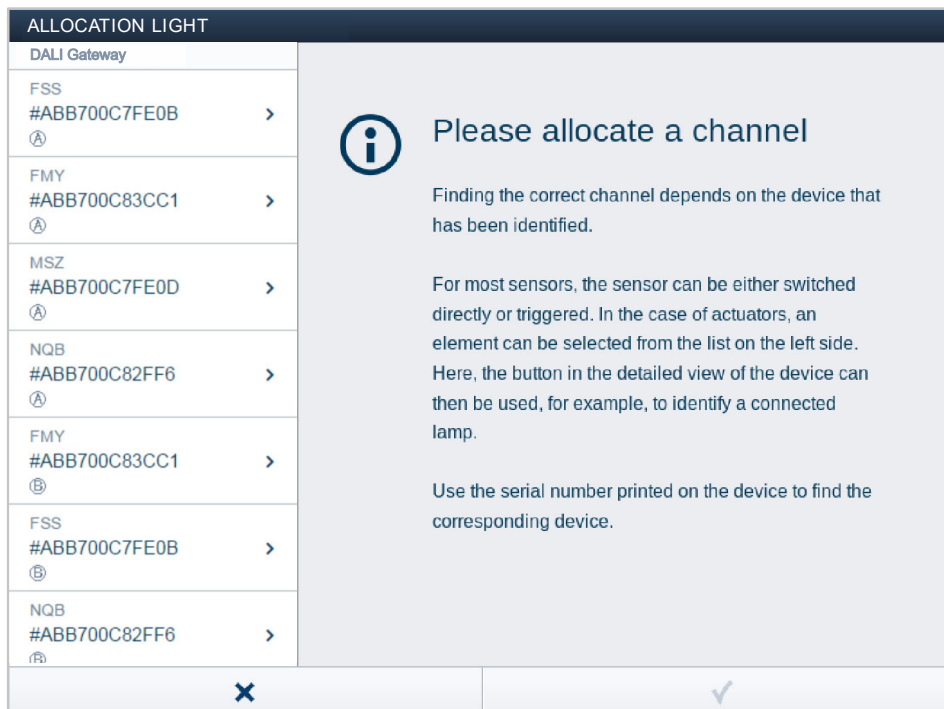 ALLOCATION LIGHT
DALI Gateway
FSS
#ABB700C7FE0B
Ⓐ
FMY
#ABB700C83CC1
Ⓐ
MSZ
#ABB700C7FE0D
Ⓐ
NQB
#ABB700C82FF6
Ⓐ
FMY
#ABB700C83CC1
Ⓑ
FSS
#ABB700C7FE0B
Ⓑ
NQB
#ABB700C82FF6
Ⓑ
Please allocate a channel
Finding the correct channel depends on the device that
has been identified.
For most sensors, the sensor can be either switched
directly or triggered. In the case of actuators, an
element can be selected from the list on the left side.
Here, the button in the detailed view of the device can
then be used, for example, to identify a connected
lamp.
Use the serial number printed on the device to find the
corresponding device.